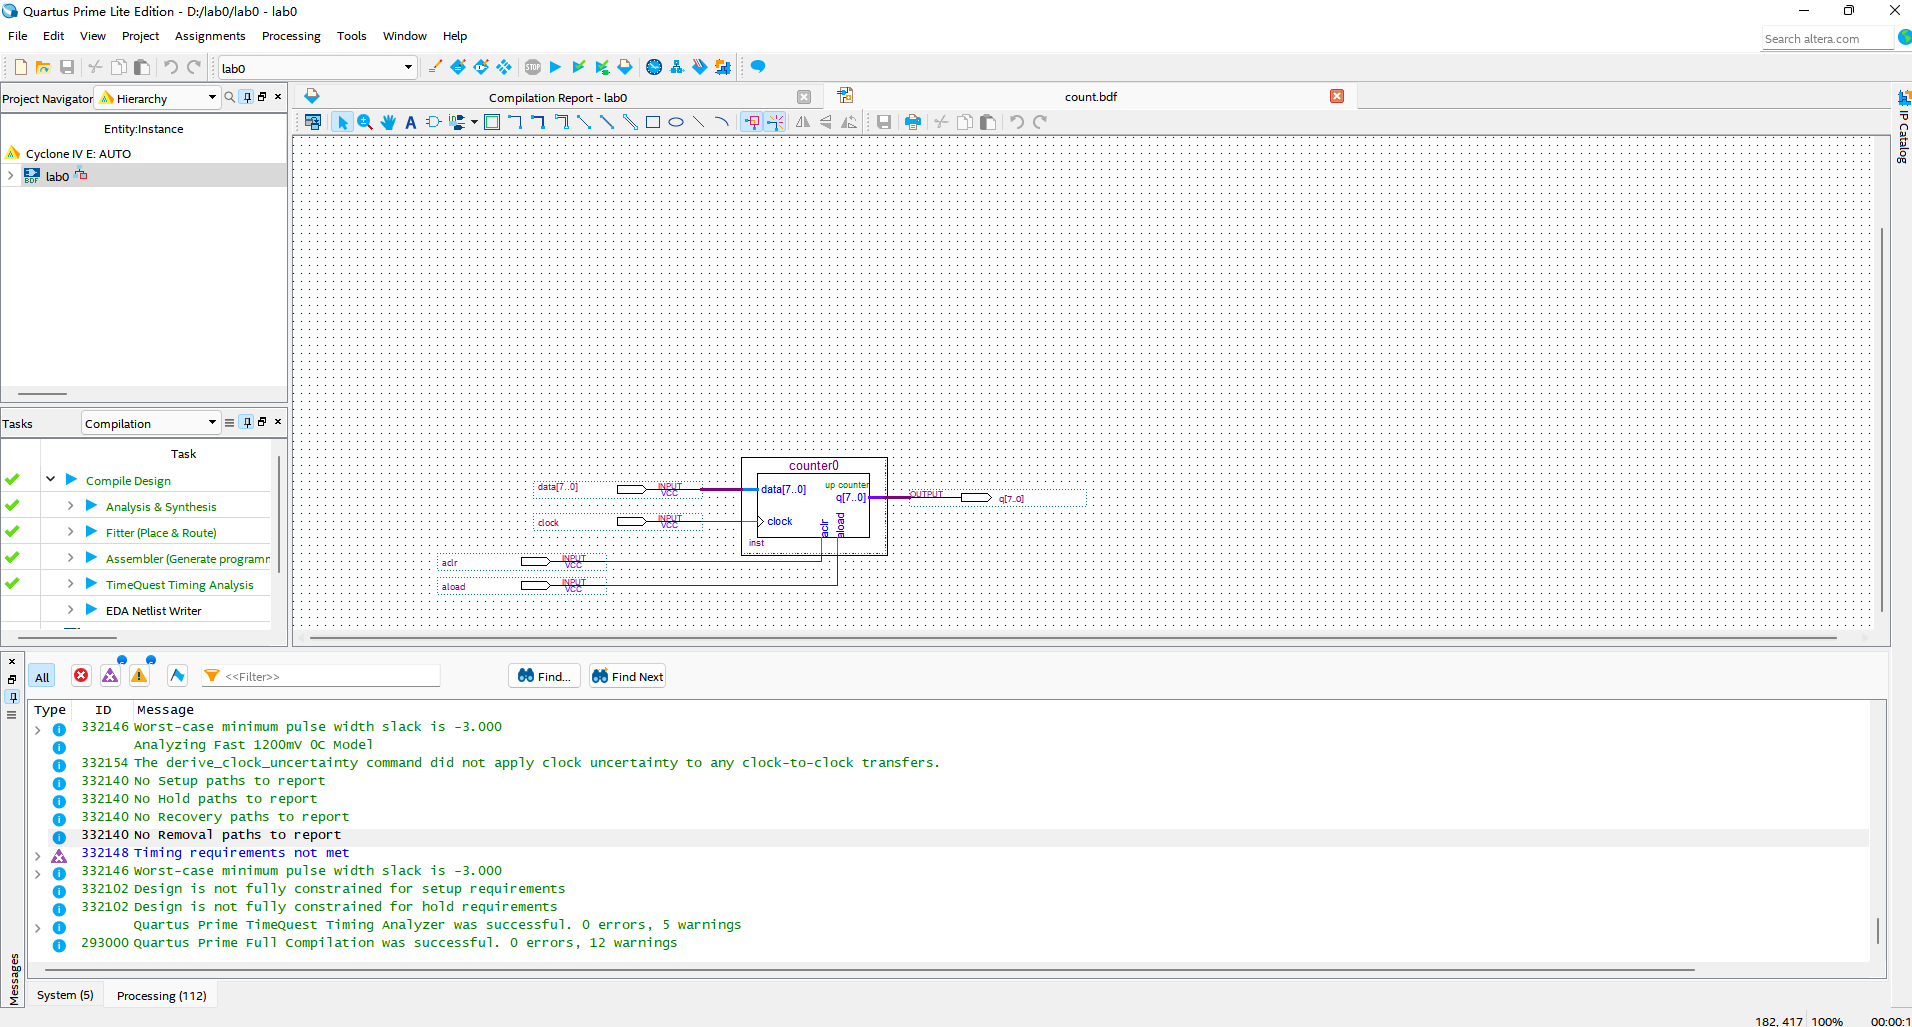 Quartus Prime Lite Edition - D:/lab0/lab0 - lab0
File Edit View Project Assignments Processing Tools Window Help
Search altera.com
lab0
Project Navigator Hierarchy
Compilation Report - lab0
count.bdf
IP Catalog
Entity:Instance
Cyclone IV E: AUTO
BDF lab0
Tasks Compilation
Task
Compile Design
Analysis & Synthesis
Fitter (Place & Route)
Assembler (Generate programm
TimeQuest Timing Analysis
EDA Netlist Writer
counter0
data[7..0] INPUT VCC
data[7..0]
up counter
q[7..0]
OUTPUT q[7..0]
clock INPUT VCC
clock
aclr
aload
inst
aclr INPUT VCC
aload INPUT VCC
All <<Filter>> Find... Find Next
Type ID Message
332146 Worst-case minimum pulse width slack is -3.000
Analyzing Fast 1200mV 0C Model
332154 The derive_clock_uncertainty command did not apply clock uncertainty to any clock-to-clock transfers.
332140 No Setup paths to report
332140 No Hold paths to report
332140 No Recovery paths to report
332140 No Removal paths to report
332148 Timing requirements not met
332146 Worst-case minimum pulse width slack is -3.000
332102 Design is not fully constrained for setup requirements
332102 Design is not fully constrained for hold requirements
Quartus Prime TimeQuest Timing Analyzer was successful. 0 errors, 5 warnings
293000 Quartus Prime Full Compilation was successful. 0 errors, 12 warnings
Messages
System (5) Processing (112)
182, 417 100% 00:00:1